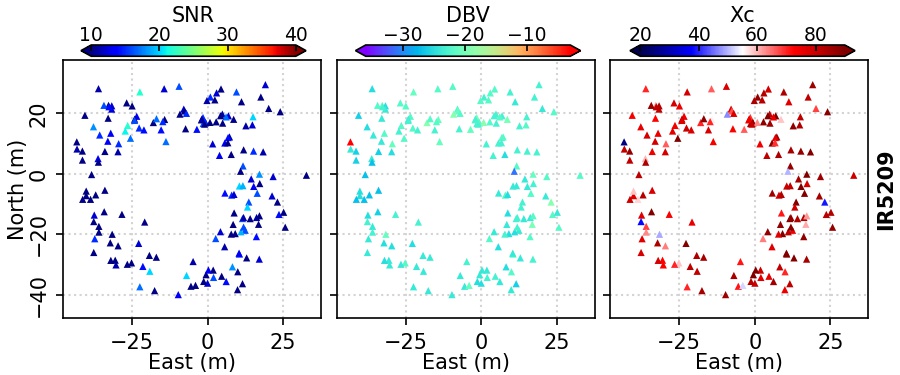 SNR DBV Xc
10 20 30 40 −30 −20 −10 20 40 60 80
20
0
−20
−40
North (m)
−25 0 25 −25 0 25 −25 0 25
East (m) East (m) East (m)
IR5209